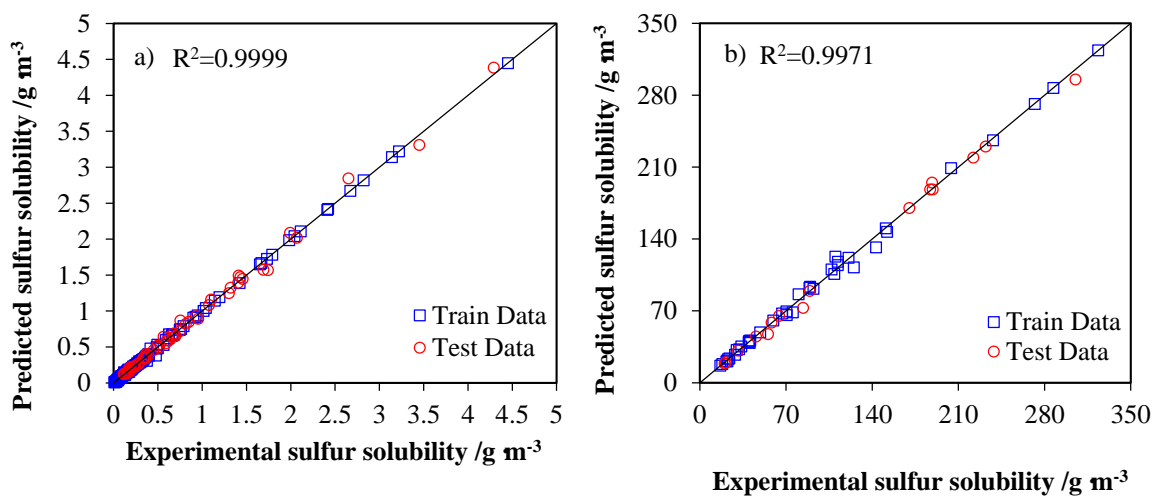 a) R²=0.9999
Predicted sulfur solubility /g·m⁻³
5
4.5
4
3.5
3
2.5
2
1.5
1
0.5
0
Train Data
Test Data
0 0.5 1 1.5 2 2.5 3 3.5 4 4.5 5
Experimental sulfur solubility /g·m⁻³
b) R²=0.9971
Predicted sulfur solubility /g·m⁻³
350
280
210
140
70
0
Train Data
Test Data
0 70 140 210 280 350
Experimental sulfur solubility /g·m⁻³